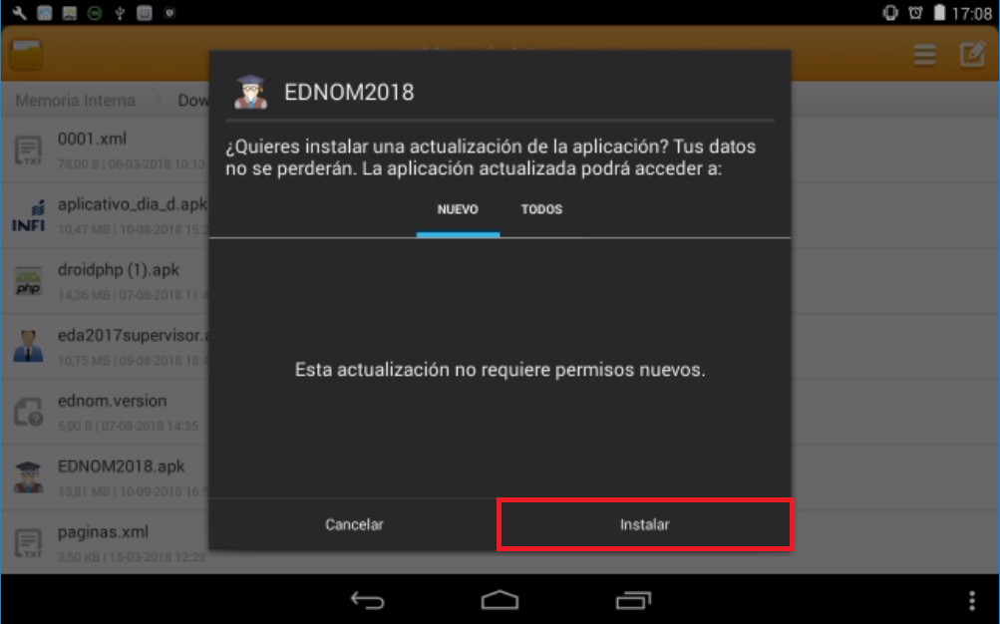 17:08
EDNOM2018
¿Quieres instalar una actualización de la aplicación? Tus datos
no se perderán. La aplicación actualizada podrá acceder a:
NUEVO TODOS
Esta actualización no requiere permisos nuevos.
Cancelar Instalar
Memoria Interna Dow
0001.xml
TXT
78,00 B | 06-03-2018 10:13
aplicativo_dia_d.apk
INFI
10,47 MB | 10-08-2018 15:2
droidphp (1).apk
php
14,36 MB | 07-08-2018 11:4
eda2017supervisor.a
10,75 MB | 09-08-2018 18:4
ednom.version
5,00 B | 07-08-2018 14:35
EDNOM2018.apk
13,81 MB | 10-09-2018 16:5
paginas.xml
TXT
3,50 KB | 15-03-2018 12:28